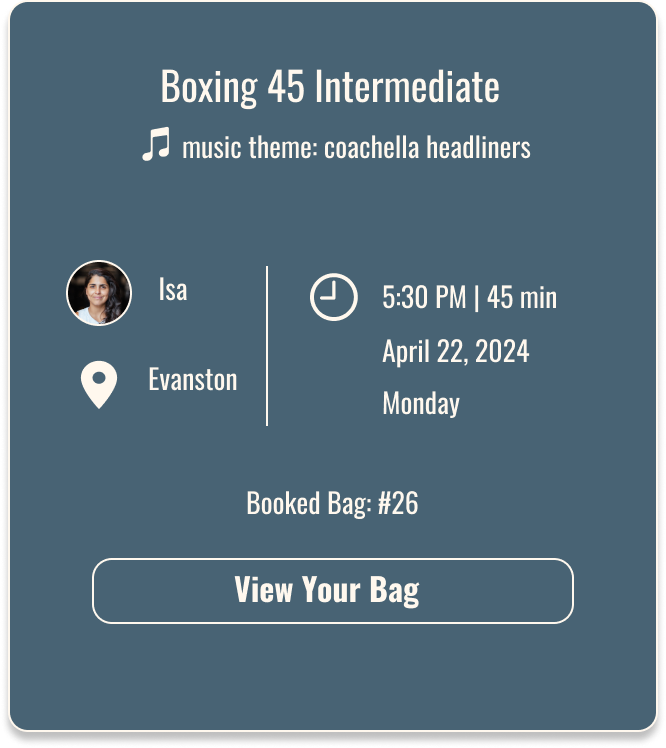 Boxing 45 Intermediate
music theme: coachella headliners
Isa
Evanston
5:30 PM | 45 min
April 22, 2024
Monday
Booked Bag: #26
View Your Bag